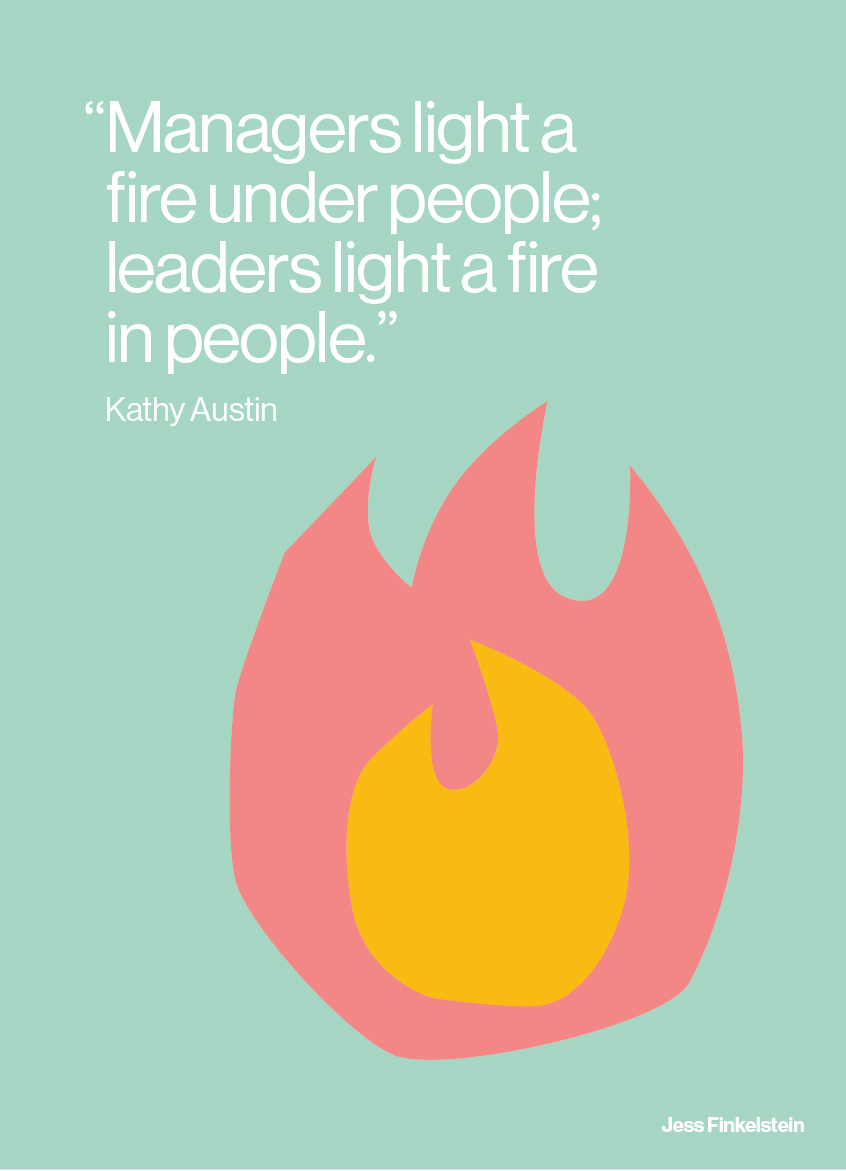 “Managers light a
fire under people;
leaders light a fire
in people.”
Kathy Austin
Jess Finkelstein